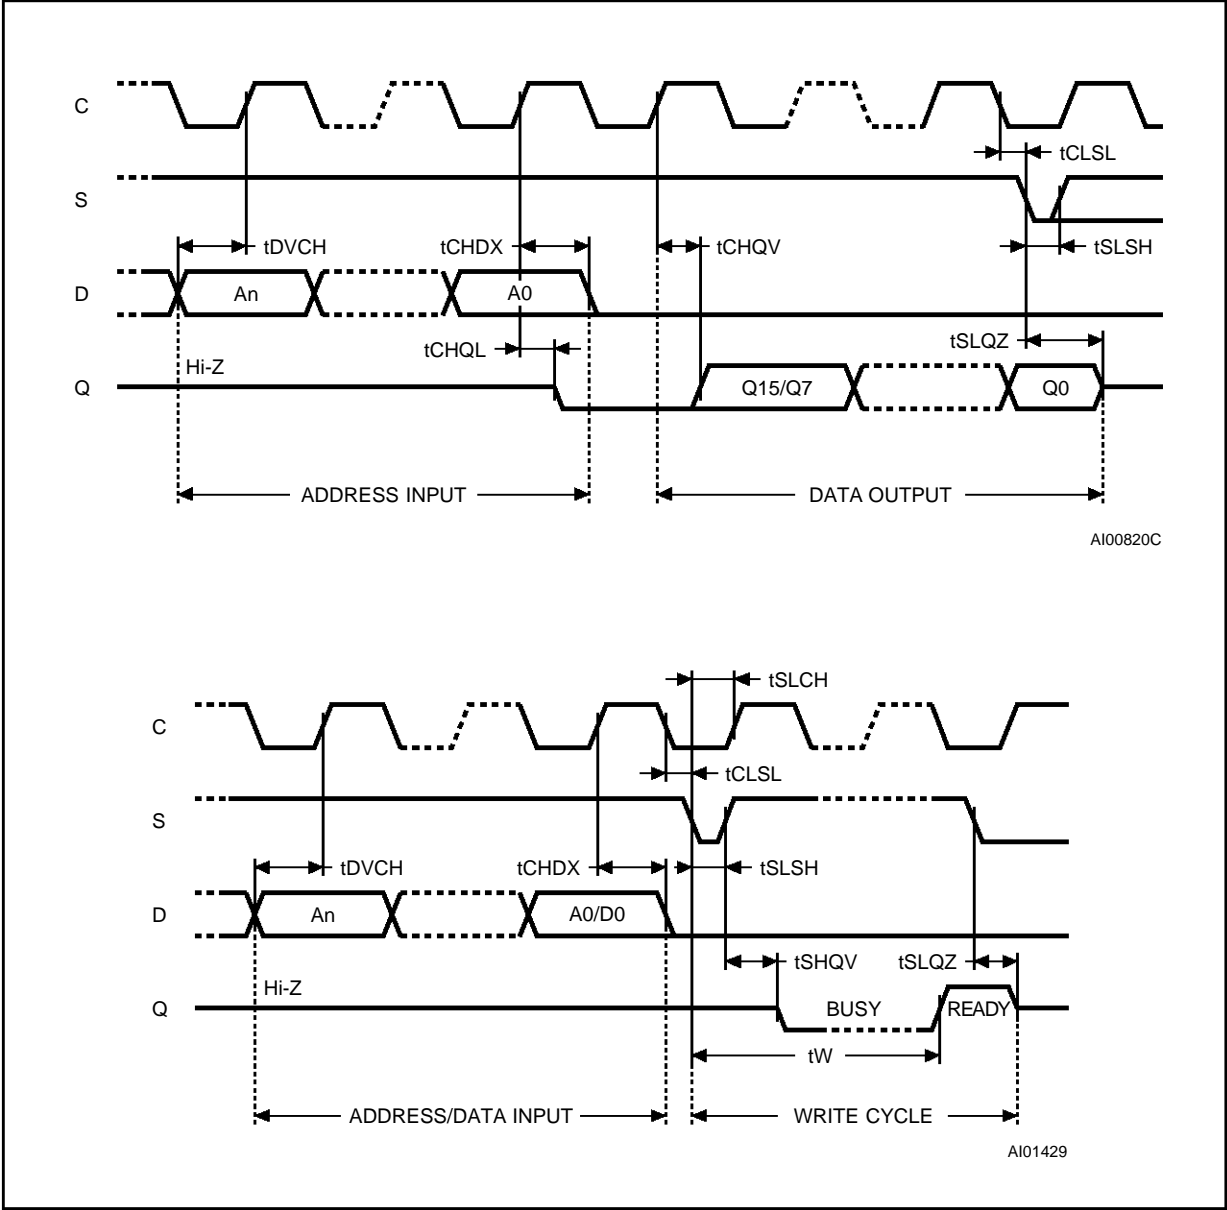 C
tCLSL
S
tDVCH
tCHDX
tCHQV
tSLSH
D
An
A0
tCHQL
tSLQZ
Hi-Z
Q
Q15/Q7
Q0
ADDRESS INPUT
DATA OUTPUT
AI00820C
tSLCH
C
tCLSL
S
tDVCH
tCHDX
tSLSH
D
An
A0/D0
tSHQV
tSLQZ
Hi-Z
Q
BUSY
READY
tW
ADDRESS/DATA INPUT
WRITE CYCLE
AI01429